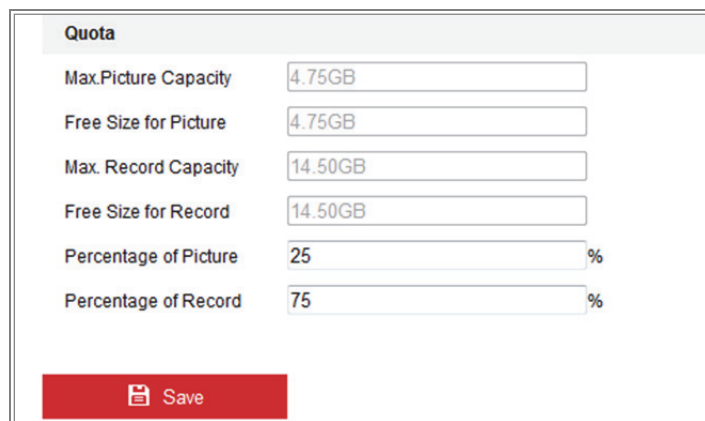 Quota
Max.Picture Capacity 4.75GB
Free Size for Picture 4.75GB
Max. Record Capacity 14.50GB
Free Size for Record 14.50GB
Percentage of Picture 25 %
Percentage of Record 75 %
Save